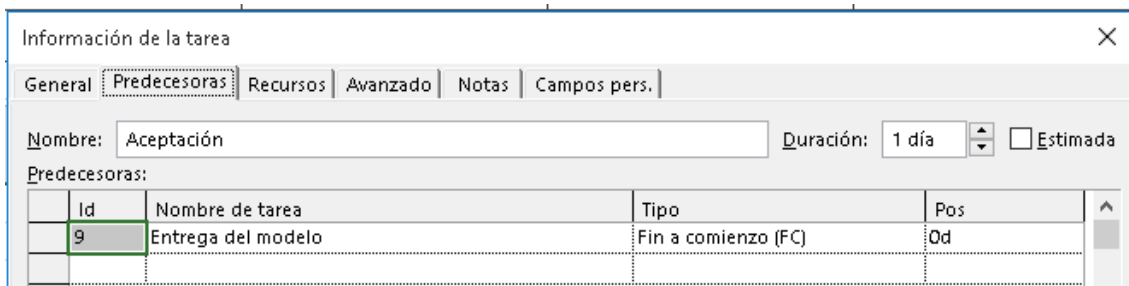 Información de la tarea
General Predecesoras Recursos Avanzado Notas Campos pers.
Nombre: Aceptación Duración: 1 día Estimada
Predecesoras:
Id Nombre de tarea Tipo Pos
9 Entrega del modelo Fin a comienzo (FC) 0d